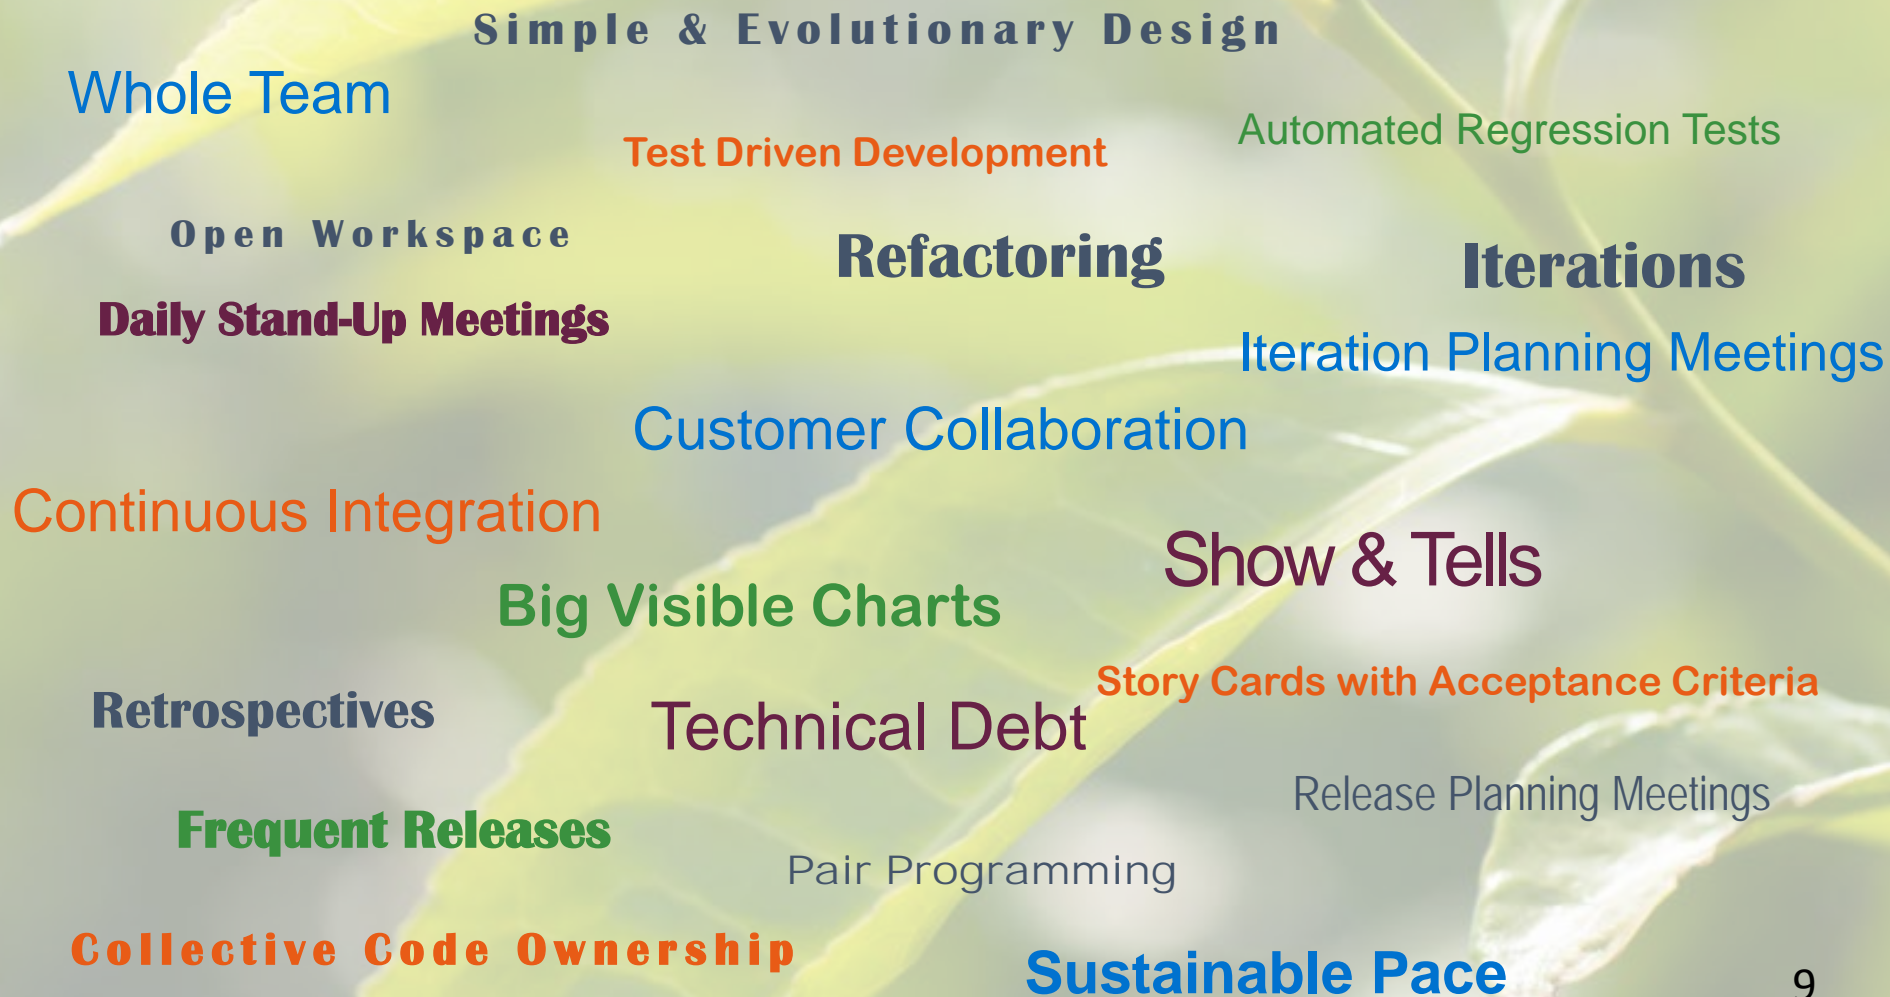 Simple & Evolutionary Design
Whole Team
Automated Regression Tests
Test Driven Development
Open Workspace
Refactoring
Iterations
Daily Stand-Up Meetings
Iteration Planning Meetings
Customer Collaboration
Continuous Integration
Show & Tells
Big Visible Charts
Story Cards with Acceptance Criteria
Retrospectives
Technical Debt
Release Planning Meetings
Frequent Releases
Pair Programming
Collective Code Ownership
Sustainable Pace
9